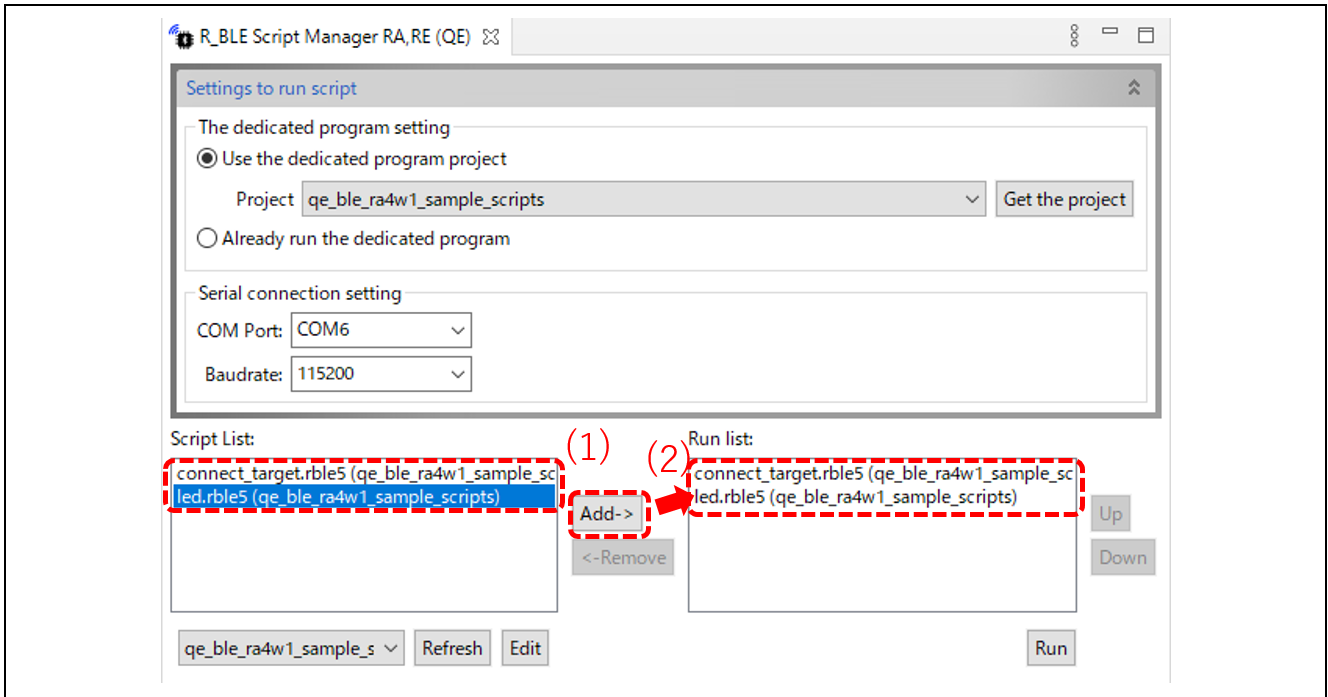 R_BLE Script Manager RA,RE (QE)
Settings to run script
The dedicated program setting
Use the dedicated program project
Project qe_ble_ra4w1_sample_scripts Get the project
Already run the dedicated program
Serial connection setting
COM Port: COM6
Baudrate: 115200
Script List: (1) (2) Run list:
connect_target.rble5 (qe_ble_ra4w1_sample_sc connect_target.rble5 (qe_ble_ra4w1_sample_sc
led.rble5 (qe_ble_ra4w1_sample_scripts) led.rble5 (qe_ble_ra4w1_sample_scripts)
Add-> Up
<-Remove Down
qe_ble_ra4w1_sample_s Refresh Edit Run